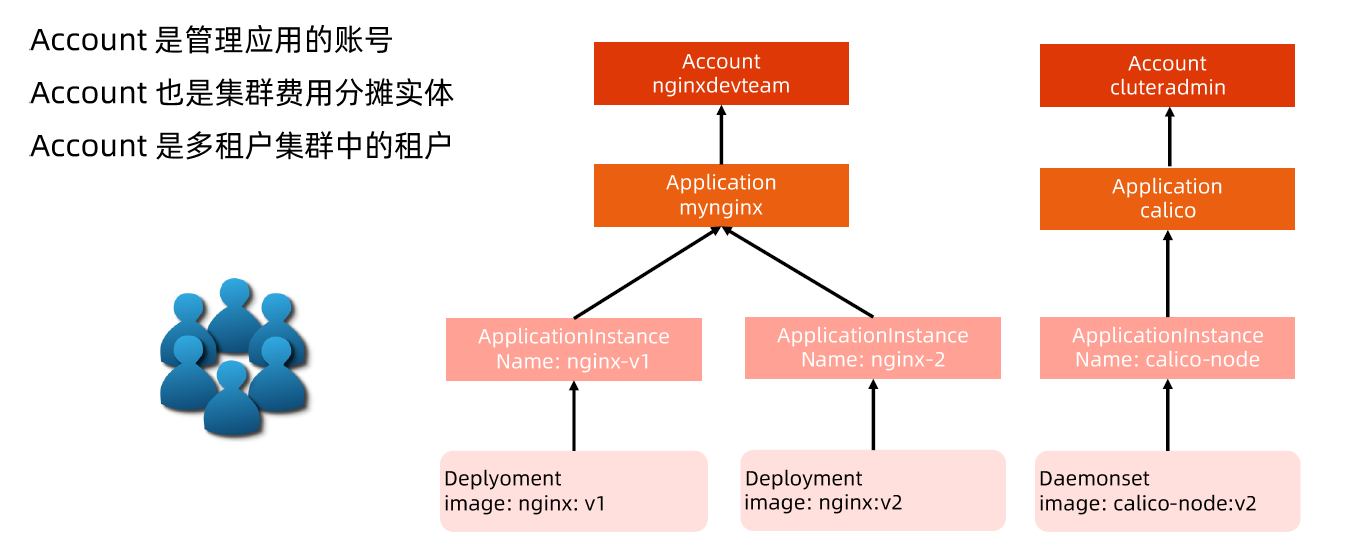 Account 是管理应用的账号
Account 也是集群费用分摊实体
Account 是多租户集群中的租户
Account
nginxdevteam
Account
cluteradmin
Application
mynginx
Application
calico
ApplicationInstance
Name: nginx-v1
ApplicationInstance
Name: nginx-2
ApplicationInstance
Name: calico-node
Deplyoment
image: nginx: v1
Deployment
image: nginx:v2
Daemonset
image: calico-node:v2